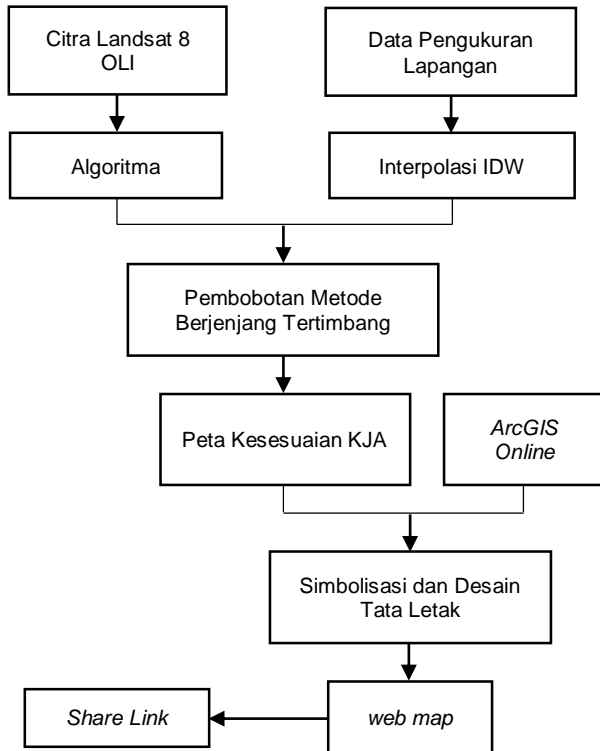 Citra Landsat 8
OLI
Data Pengukuran
Lapangan
Algoritma
Interpolasi IDW
Pembobotan Metode
Berjenjang Tertimbang
Peta Kesesuaian KJA
ArcGIS
Online
Simbolisasi dan Desain
Tata Letak
Share Link
web map